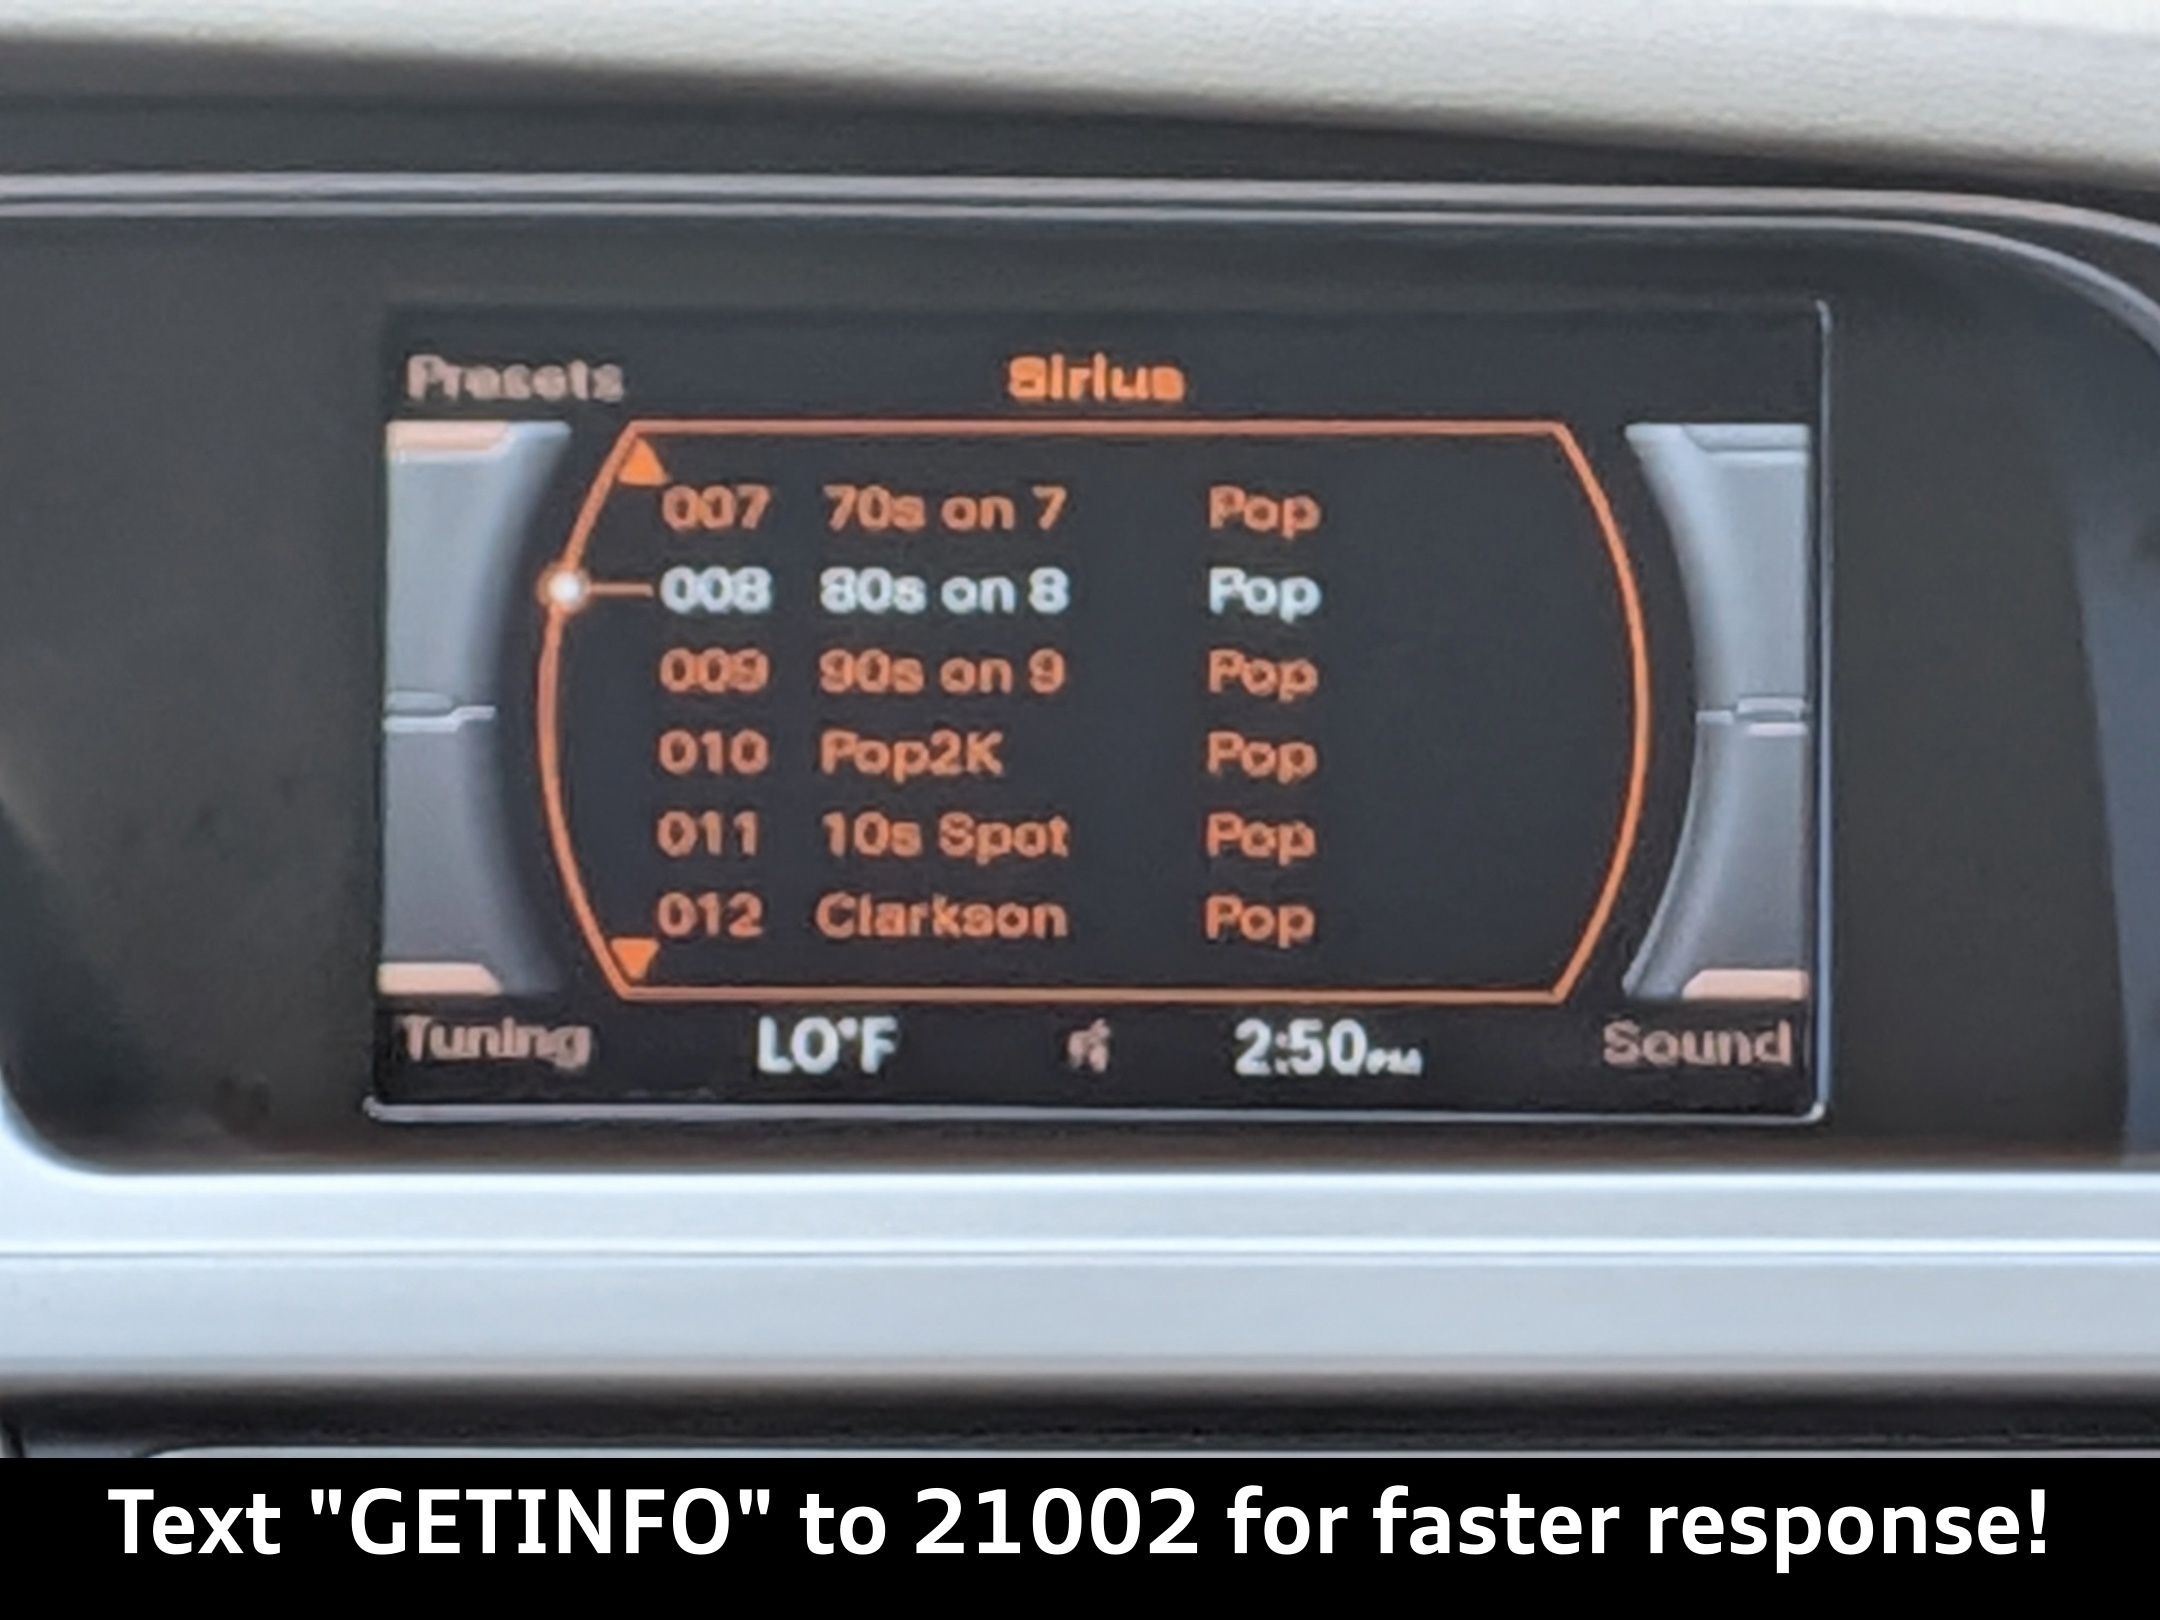 Presets Sirius
007 70s on 7 Pop
008 80s on 8 Pop
009 90s on 9 Pop
010 Pop2K Pop
011 10s Spot Pop
012 Clarkson Pop
Tuning LO°F 2:50PM Sound
Text "GETINFO" to 21002 for faster response!